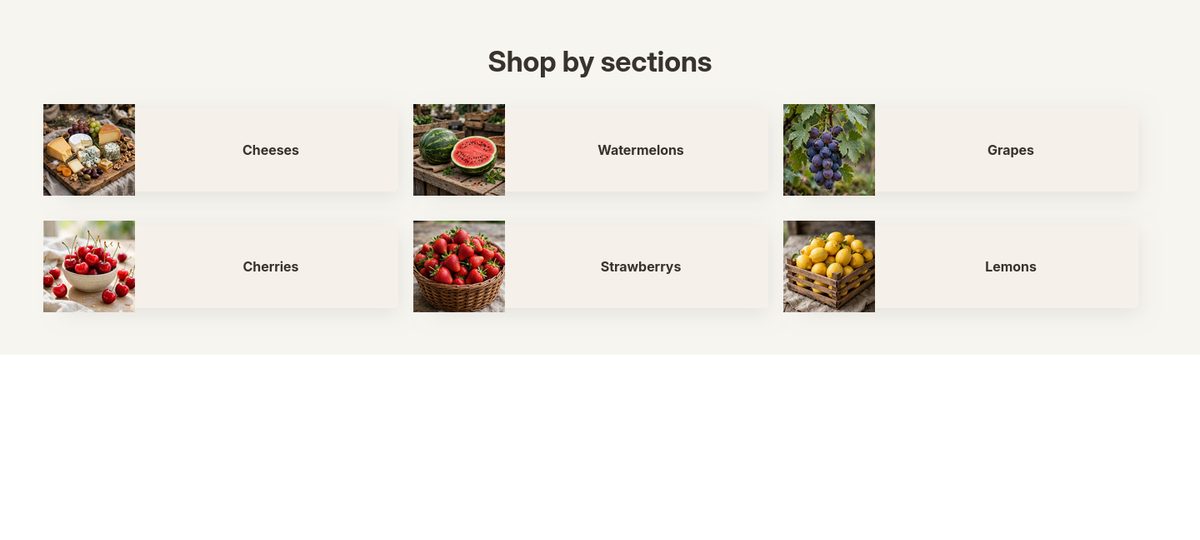 Shop by sections
Cheeses
Watermelons
Grapes
Cherries
Strawberrys
Lemons